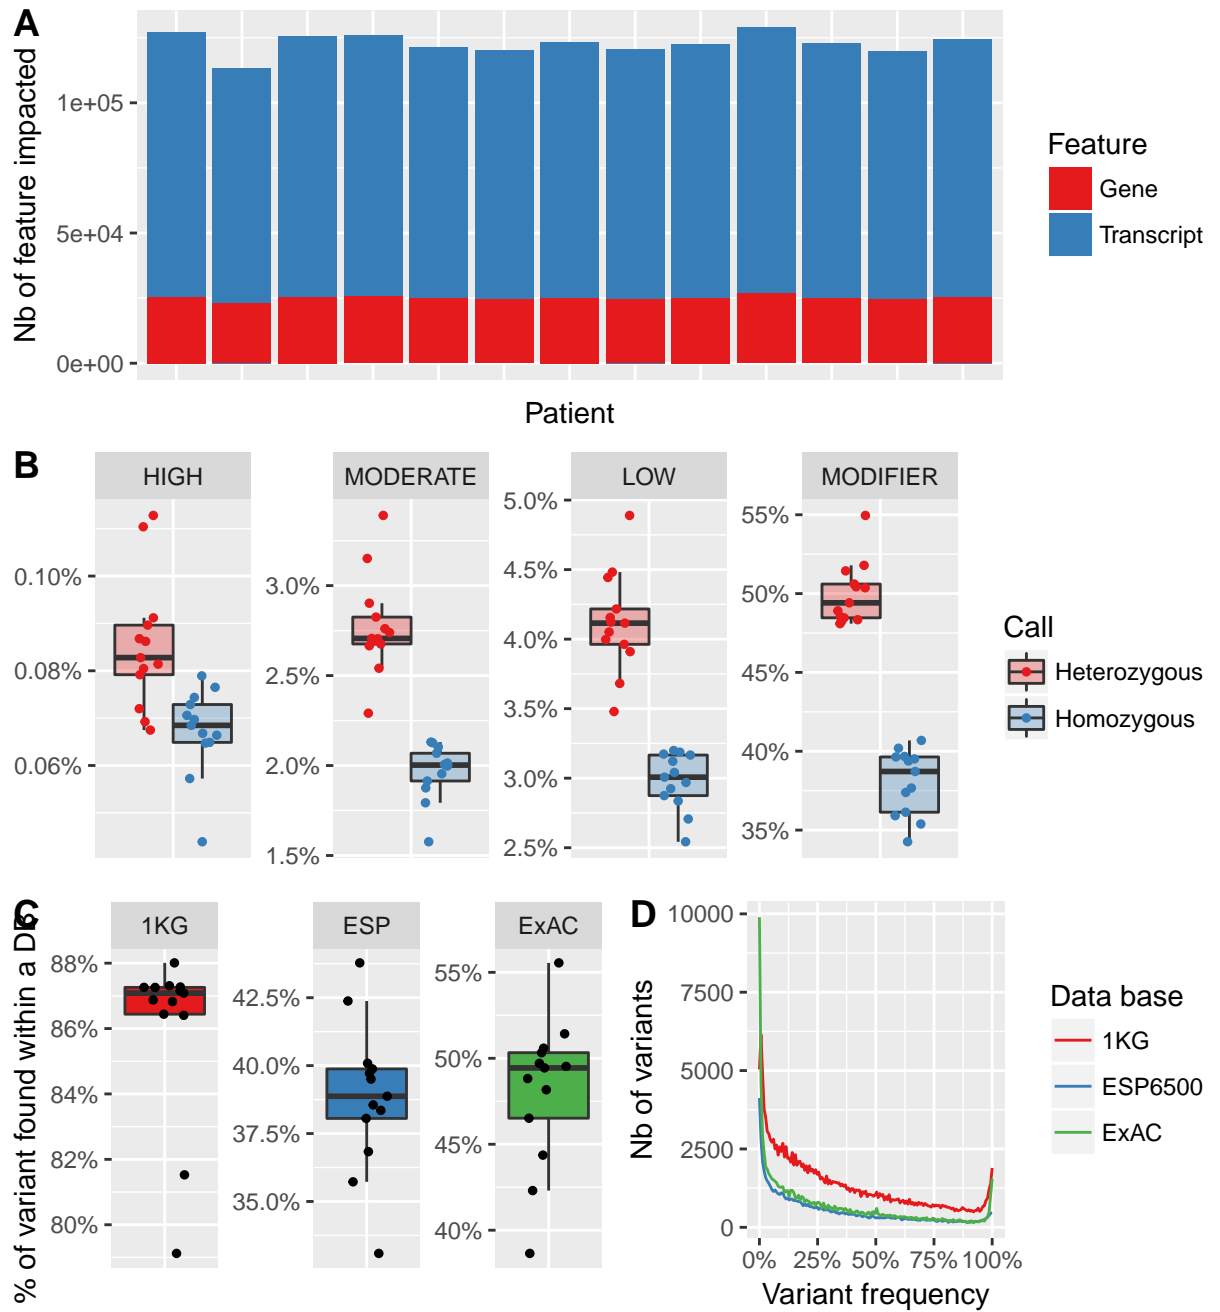 A
Nb of feature impacted
1e+05
5e+04
0e+00
Patient
Feature
Gene
Transcript
B
HIGH
MODERATE
LOW
MODIFIER
0.10%
0.08%
0.06%
3.0%
2.5%
2.0%
1.5%
5.0%
4.5%
4.0%
3.5%
3.0%
2.5%
55%
50%
45%
40%
35%
Call
Heterozygous
Homozygous
C
% of variant found within a DB
1KG
ESP
ExAC
88%
86%
84%
82%
80%
42.5%
40.0%
37.5%
35.0%
55%
50%
45%
40%
D
Nb of variants
10000
7500
5000
2500
0
0%
25%
50%
75%
100%
Variant frequency
Data base
1KG
ESP6500
ExAC